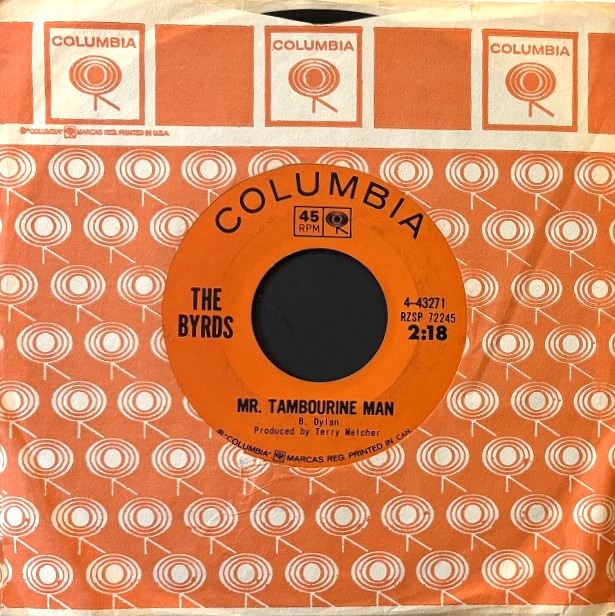 COLUMBIA COLUMBIA COLUMBIA
®"COLUMBIA" MARCAS REG. PRINTED IN U.S.A.
COLUMBIA
45
RPM
THE
BYRDS
4-43271
RZSP 72245
2:18
MR. TAMBOURINE MAN
B. Dylan
Produced by Terry Melcher
®"COLUMBIA" MARCAS REG. PRINTED IN CAN.